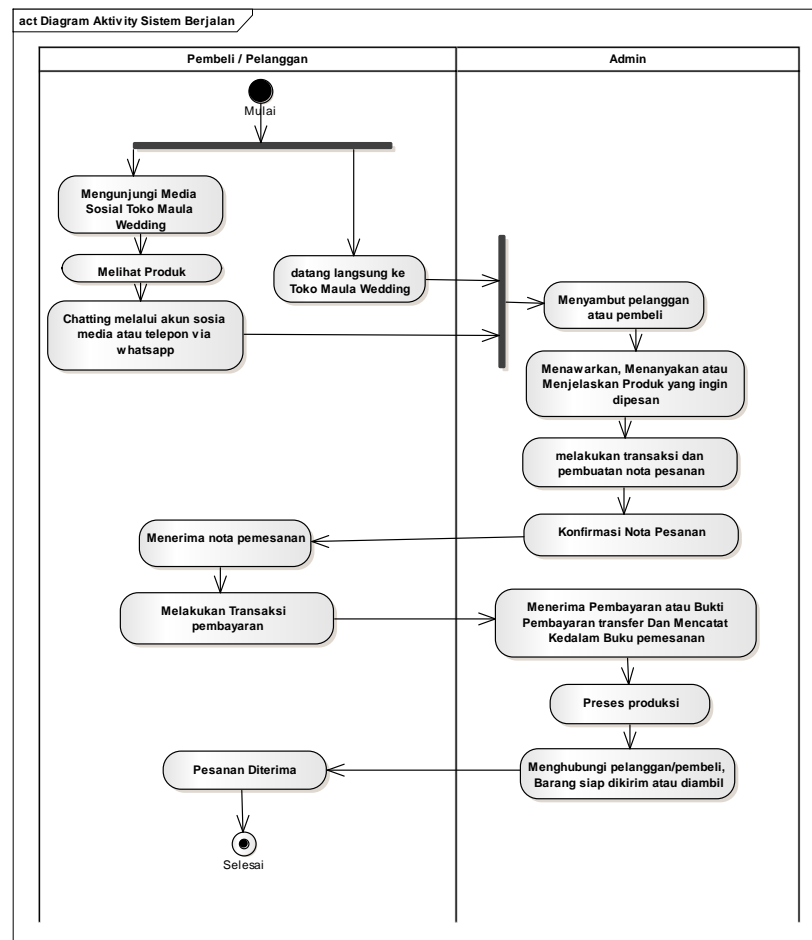 act Diagram Aktivity Sistem Berjalan
Pembeli / Pelanggan
Admin
Mulai
Mengunjungi Media
Sosial Toko Maula
Wedding
Melihat Produk
Chatting melalui akun sosia
media atau telepon via
whatsapp
datang langsung ke
Toko Maula Wedding
Menyambut pelanggan
atau pembeli
Menawarkan, Menanyakan atau
Menjelaskan Produk yang ingin
dipesan
melakukan transaksi dan
pembuatan nota pesanan
Konfirmasi Nota Pesanan
Menerima nota pemesanan
Melakukan Transaksi
pembayaran
Menerima Pembayaran atau Bukti
Pembayaran transfer Dan Mencatat
Kedalam Buku pemesanan
Preses produksi
Menghubungi pelanggan/pembeli,
Barang siap dikirim atau diambil
Pesanan Diterima
Selesai